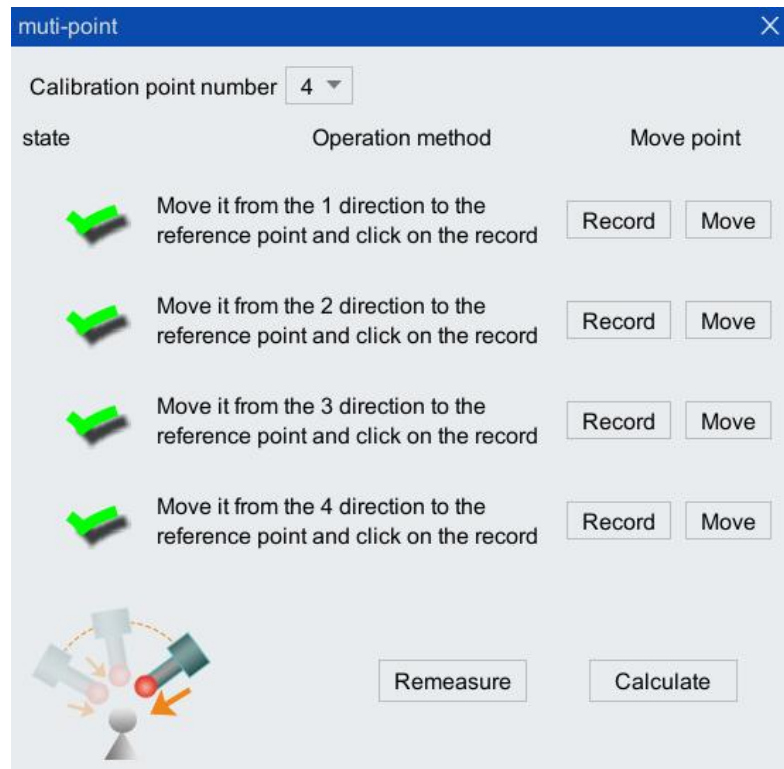 muti-point
Calibration point number 4
state Operation method Move point
Move it from the 1 direction to the
reference point and click on the record
Record Move
Move it from the 2 direction to the
reference point and click on the record
Record Move
Move it from the 3 direction to the
reference point and click on the record
Record Move
Move it from the 4 direction to the
reference point and click on the record
Record Move
Remeasure Calculate